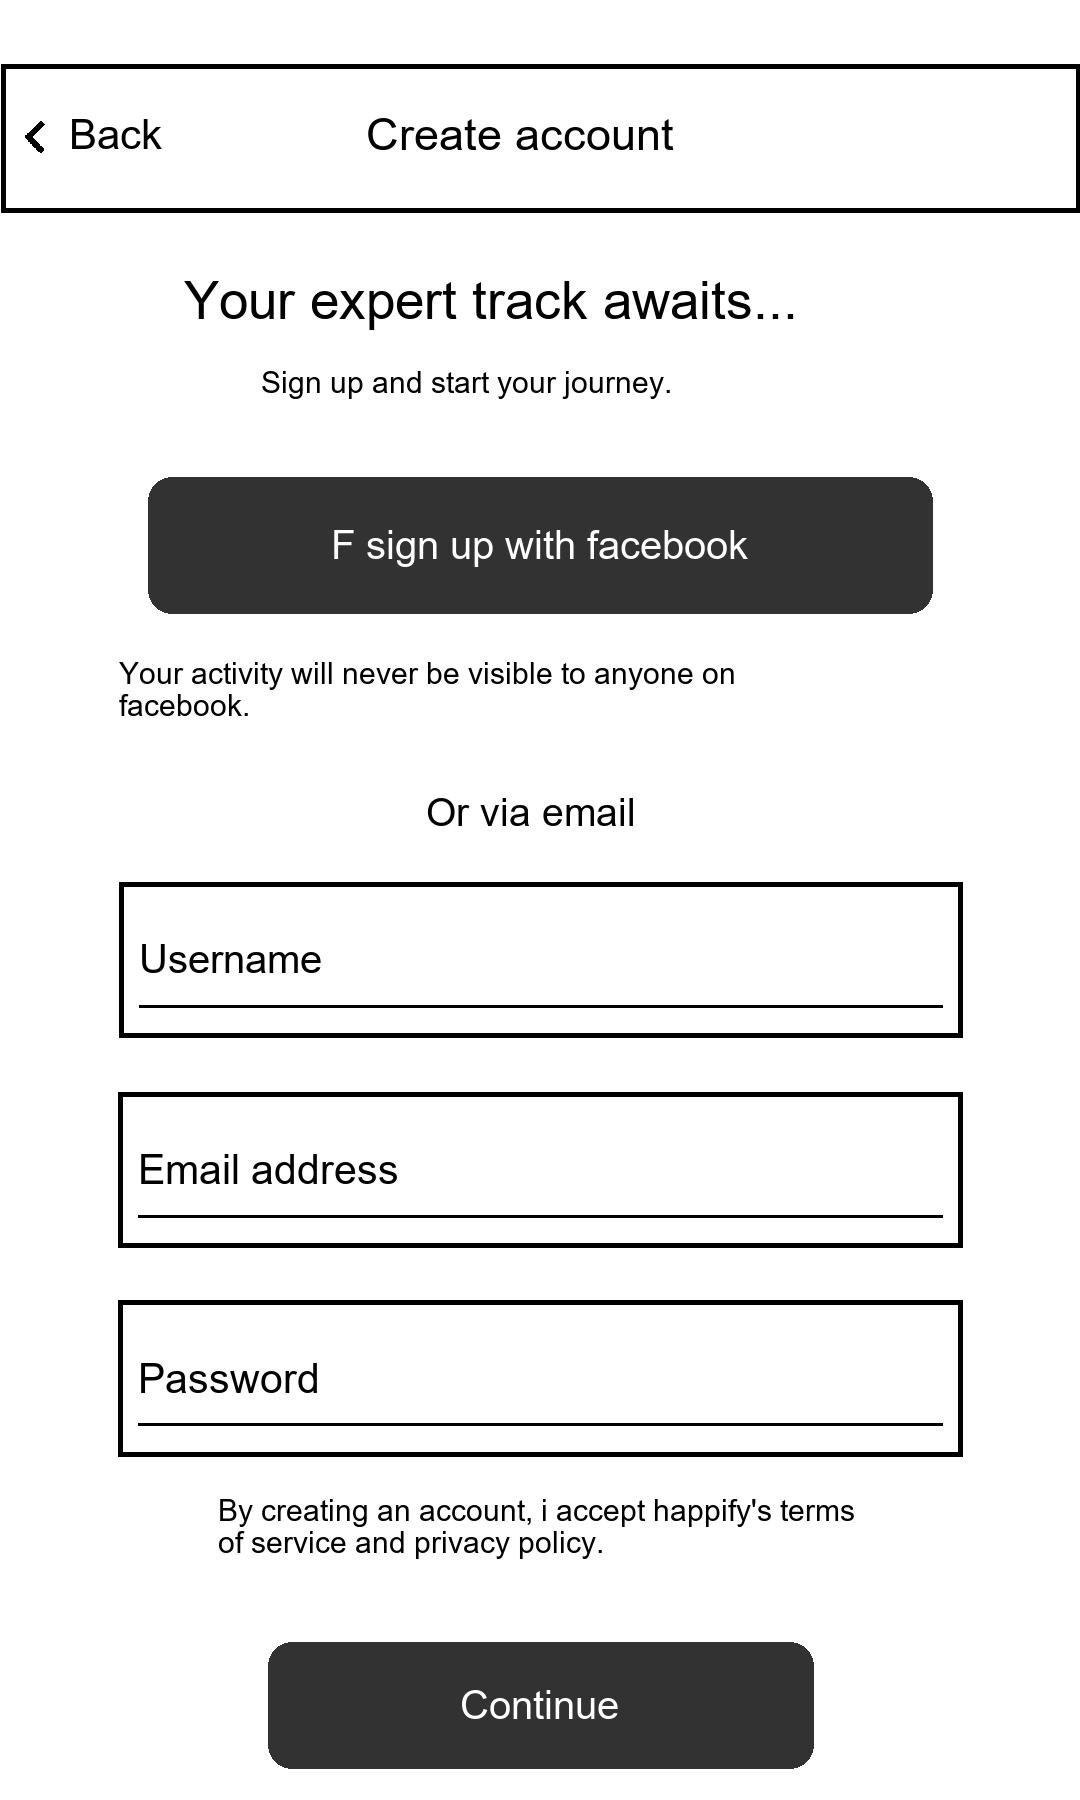 Back
Create account
Your expert track awaits...
Sign up and start your journey.
F sign up with facebook
Your activity will never be visible to anyone on
facebook.
Or via email
Username
Email address
Password
By creating an account, i accept happify's terms
of service and privacy policy.
Continue